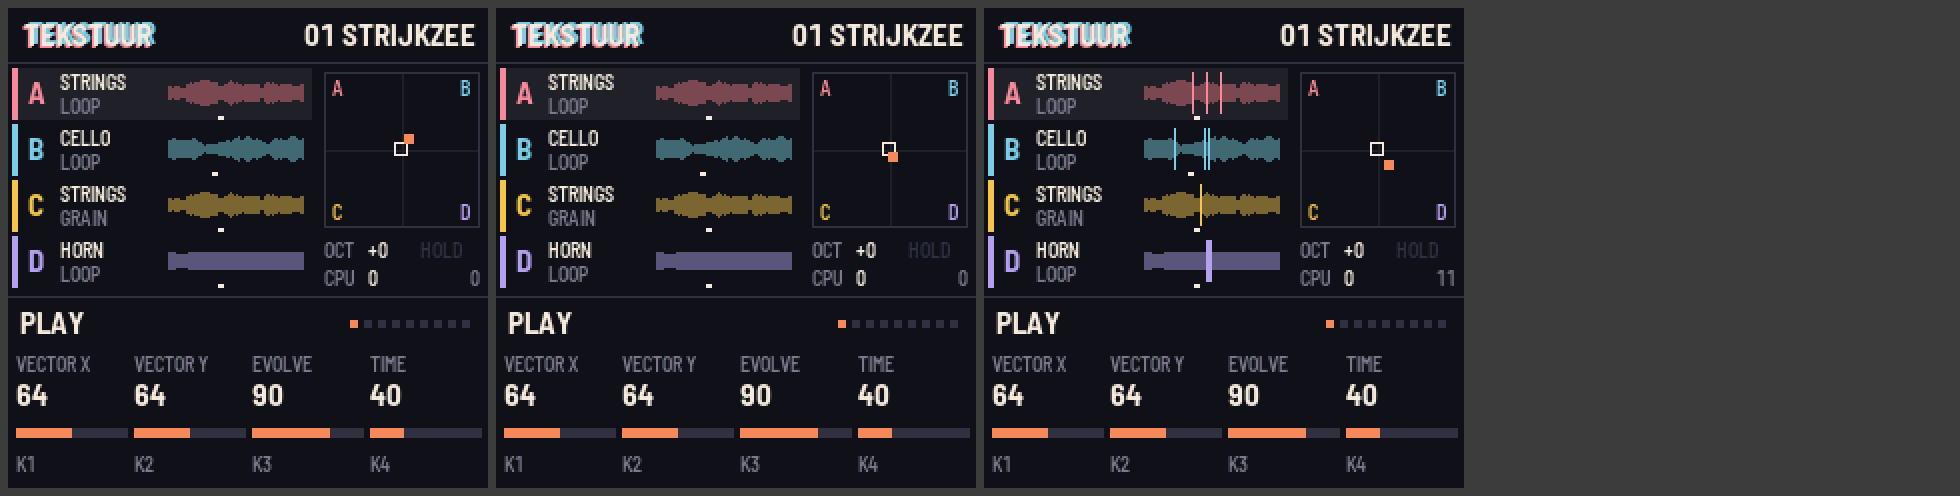 TEKSTUUR 01 STRIJKZEE
A STRINGS A B
LOOP
B CELLO
LOOP
C STRINGS
GRAIN C D
D HORN OCT +0 HOLD
LOOP CPU 0 0
PLAY
VECTOR X VECTOR Y EVOLVE TIME
64 64 90 40
K1 K2 K3 K4
TEKSTUUR 01 STRIJKZEE
A STRINGS A B
LOOP
B CELLO
LOOP
C STRINGS
GRAIN C D
D HORN OCT +0 HOLD
LOOP CPU 0 0
PLAY
VECTOR X VECTOR Y EVOLVE TIME
64 64 90 40
K1 K2 K3 K4
TEKSTUUR 01 STRIJKZEE
A STRINGS A B
LOOP
B CELLO
LOOP
C STRINGS
GRAIN C D
D HORN OCT +0 HOLD
LOOP CPU 0 11
PLAY
VECTOR X VECTOR Y EVOLVE TIME
64 64 90 40
K1 K2 K3 K4